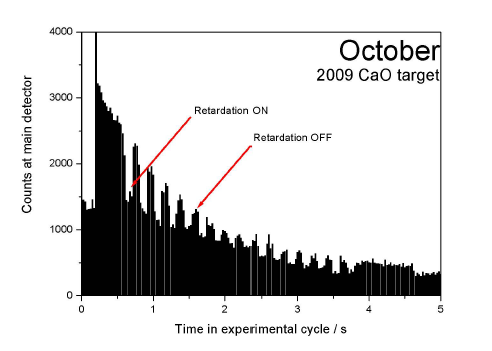 October
2009 CaO target
Retardation ON
Retardation OFF
Counts at main detector
4000
3000
2000
1000
0
0 1 2 3 4 5
Time in experimental cycle / s